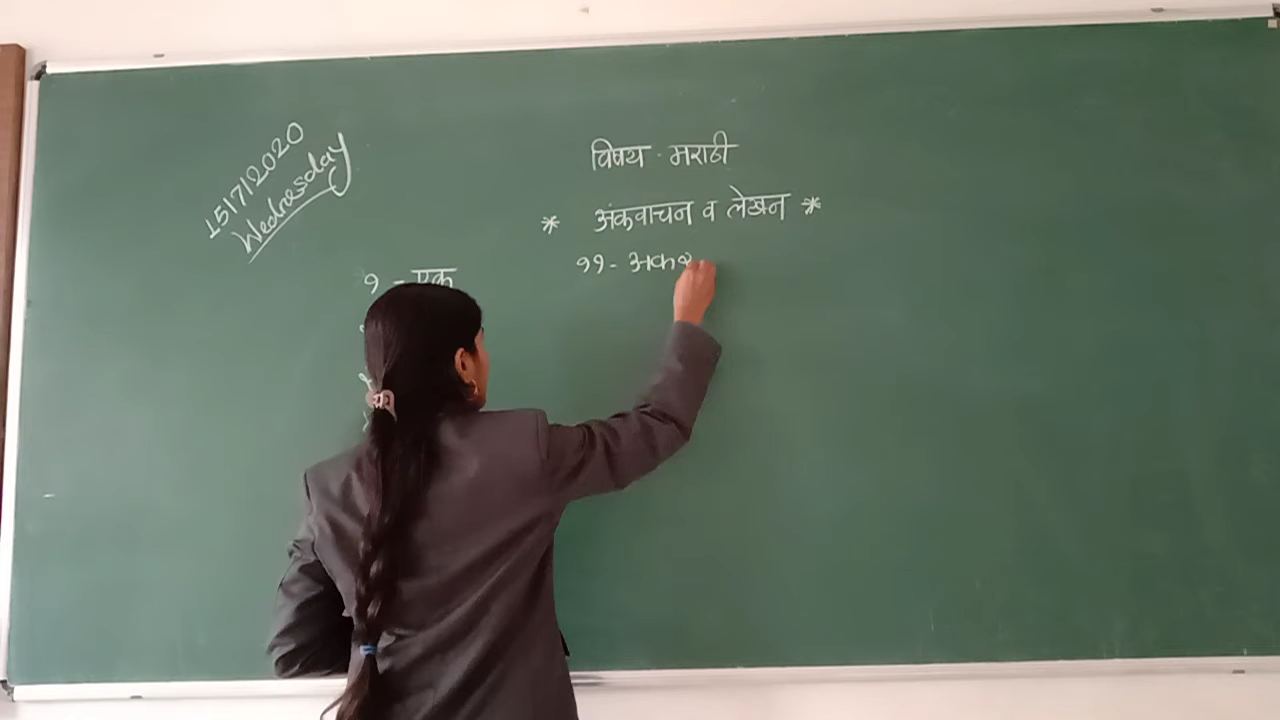 15/7/2020
Wednesday
विषय - मराठी
* अंकवाचन व लेखन *
१ - एक
११ - अकर